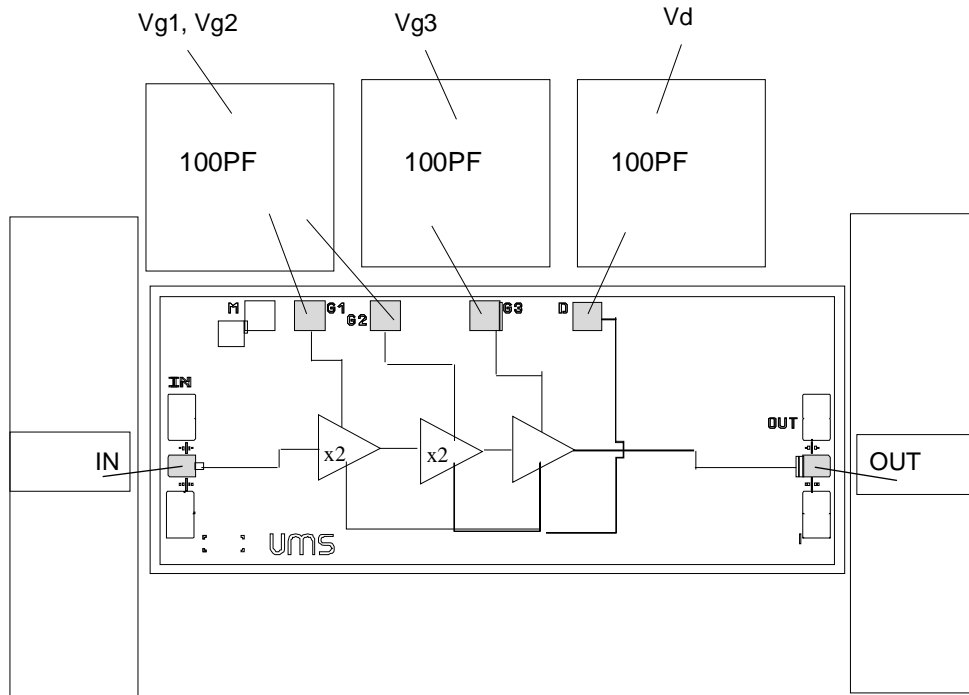 Vg1, Vg2
Vg3
Vd
100PF
100PF
100PF
M
G1
G2
G3
D
IN
OUT
x2
x2
IN
OUT
UMS